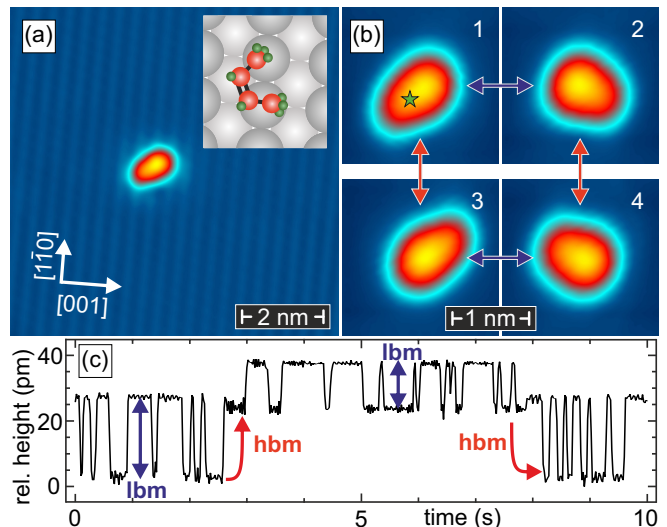 (a)
[11̄0]
[001]
2 nm
(b)
1
2
3
4
1 nm
(c)
rel. height (pm)
40
20
0
lbm
hbm
lbm
hbm
0
5
10
time (s)